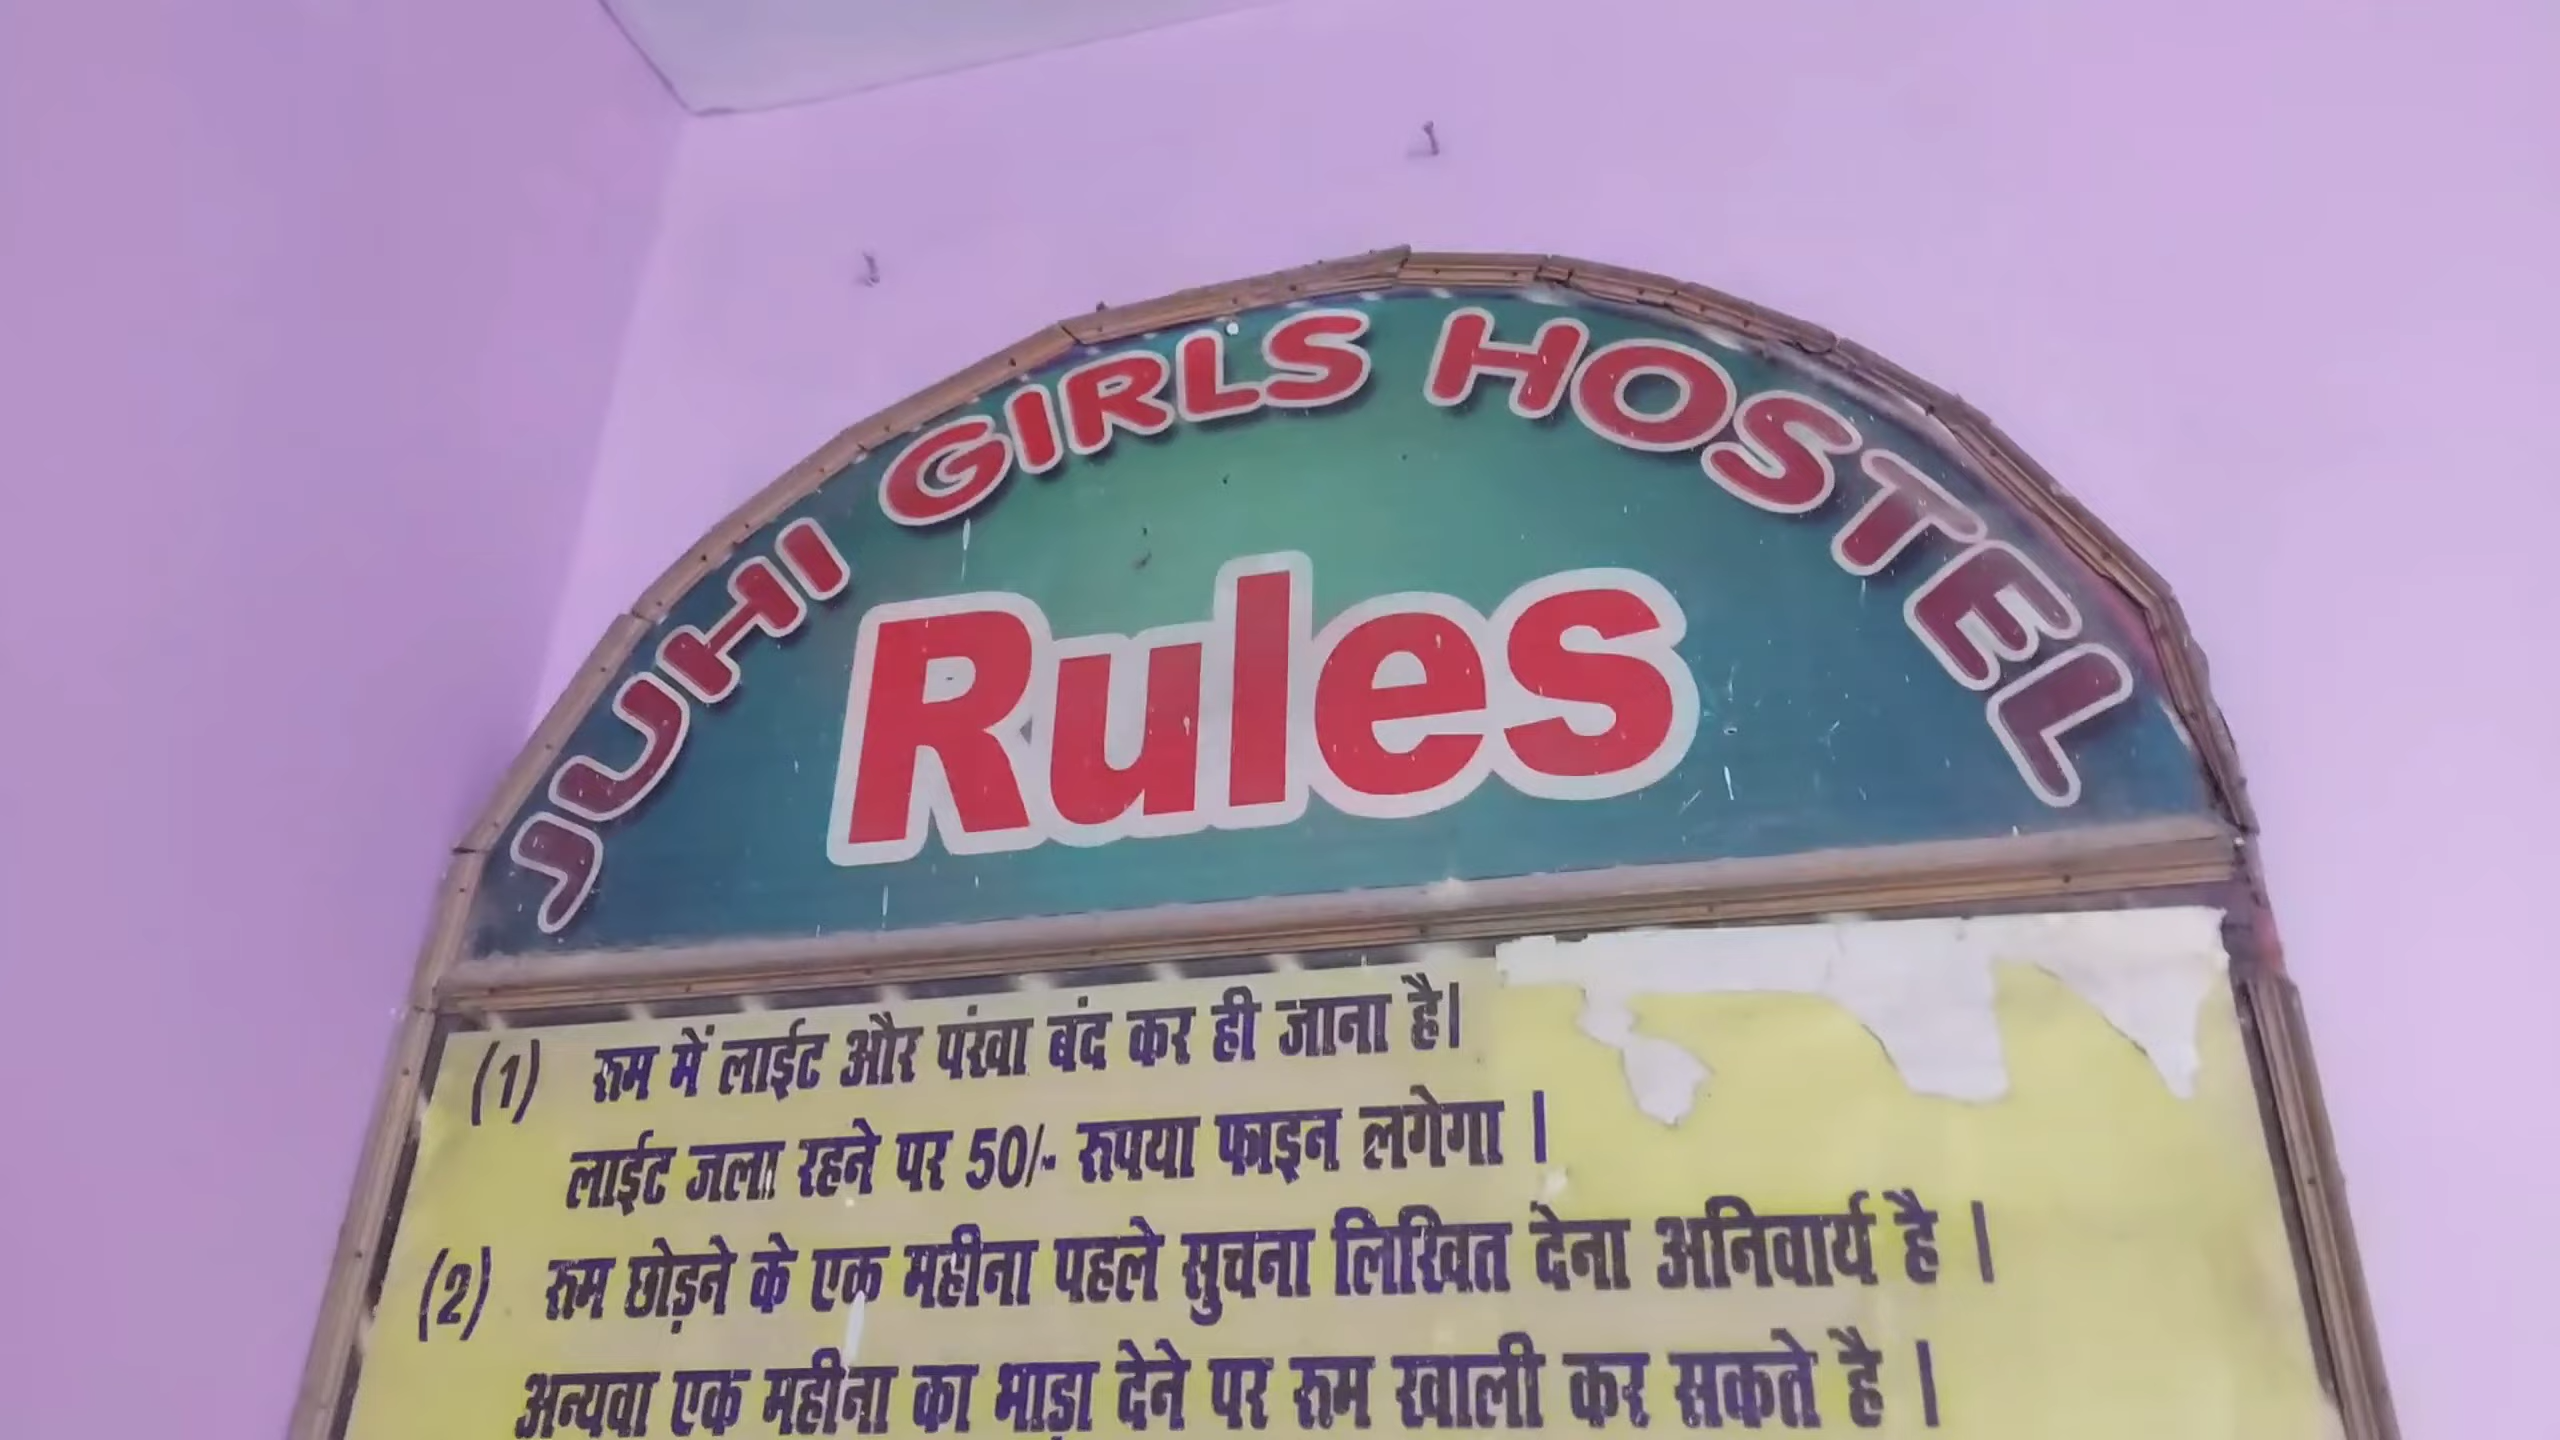 JUHI GIRLS HOSTEL
Rules
(1) रूम में लाईट और पंखा बंद कर ही जाना है।
लाईट जला रहने पर 50/- रूपया फाइन लगेगा ।
(2) रूम छोड़ने के एक महीना पहले सुचना लिखित देना अनिवार्य है ।
अन्यवा एक महीना का भाड़ा देने पर रूम खाली कर सकते है ।